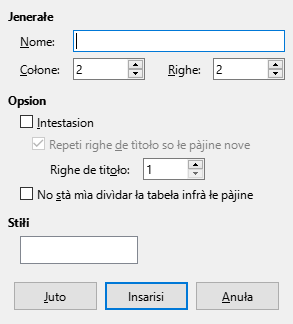 Jenerałe
Nome:
Cołone: 2 Righe: 2
Opsion
Intestasion
Repeti righe de tìtoło so łe pàjine nove
Righe de titoło: 1
No stà mìa divìdar ła tabeła infrà łe pàjine
Stiłi
Juto Insarisi Anuła